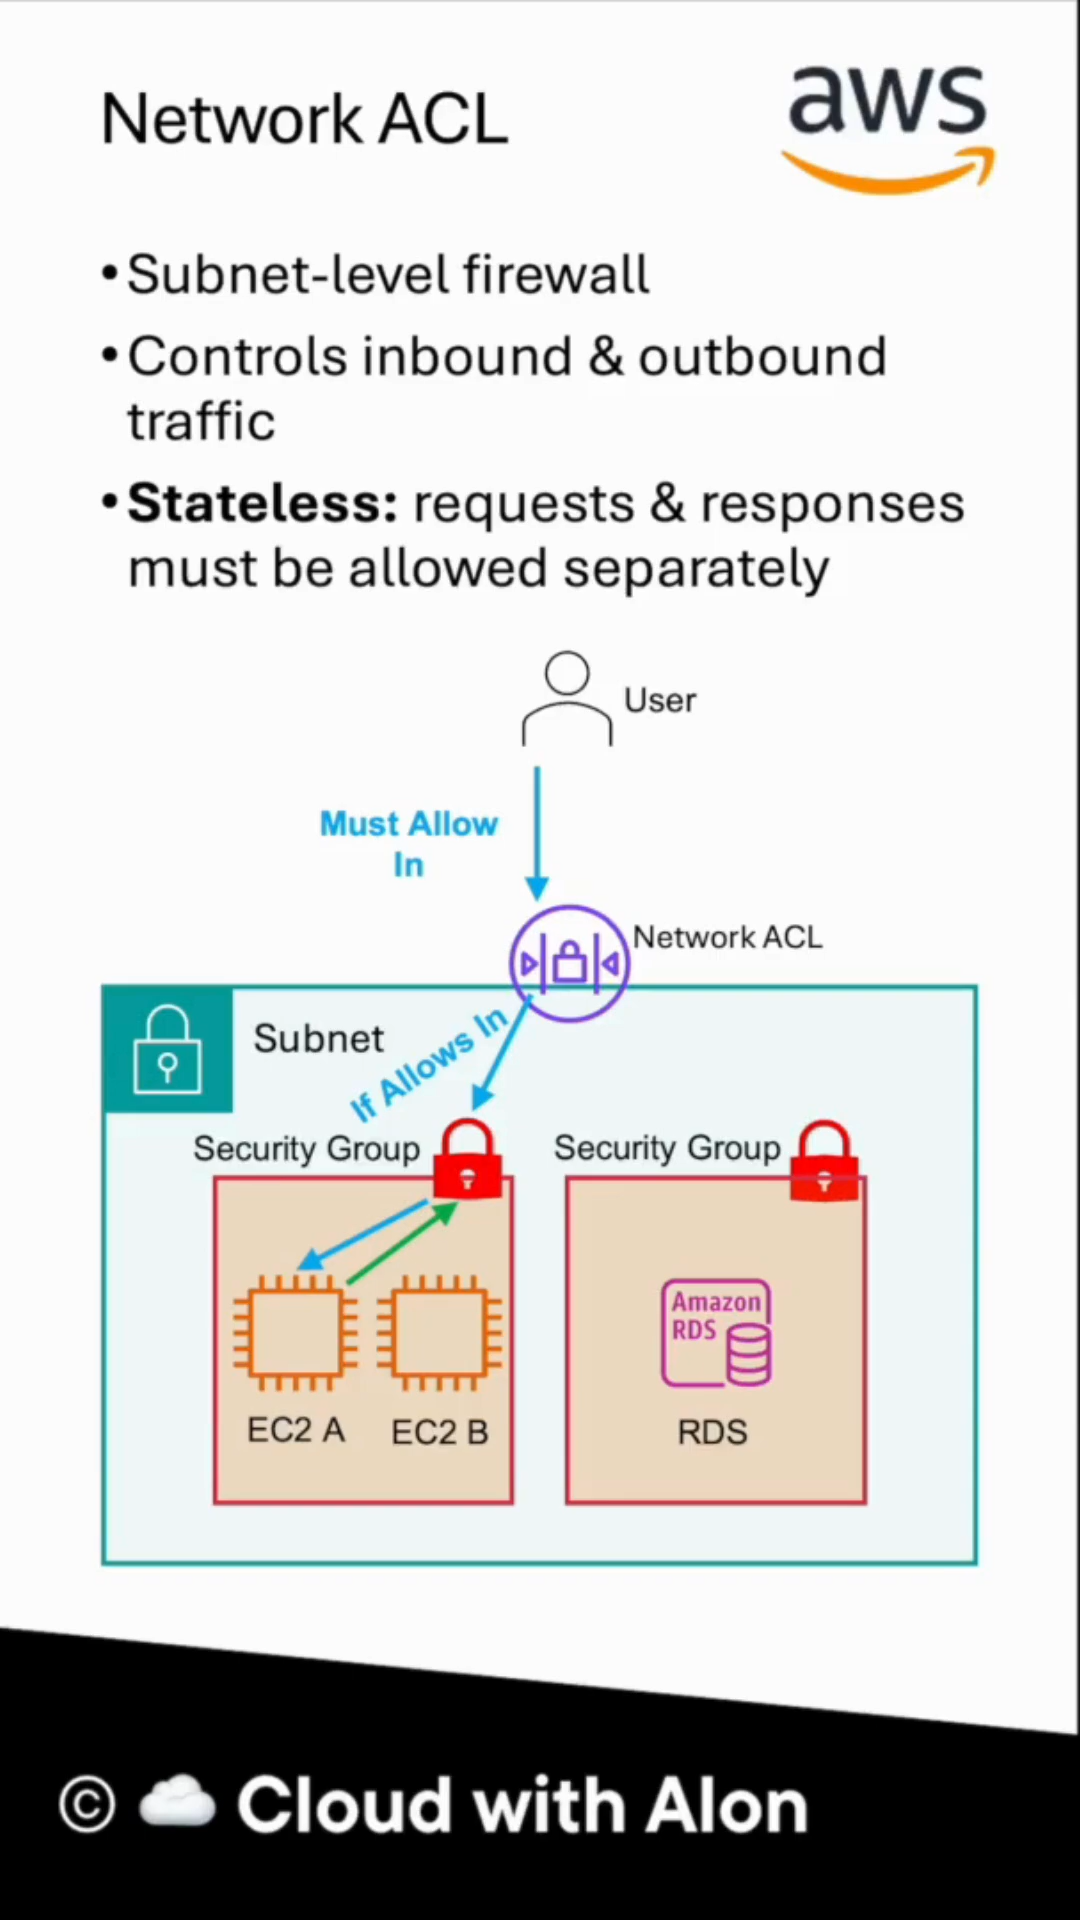 Network ACL
aws
• Subnet-level firewall
• Controls inbound & outbound
traffic
• Stateless: requests & responses
must be allowed separately
User
Must Allow
In
Network ACL
Subnet
If Allows In
Security Group
Security Group
Amazon
RDS
EC2 A
EC2 B
RDS
© ☁️ Cloud with Alon